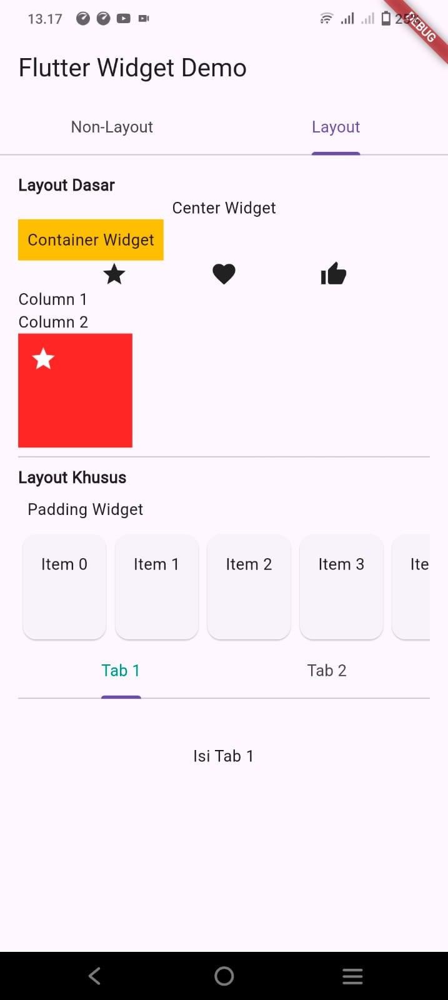 13.17
25%
DEBUG
Flutter Widget Demo
Non-Layout Layout
Layout Dasar
Center Widget
Container Widget
Column 1
Column 2
Layout Khusus
Padding Widget
Item 0 Item 1 Item 2 Item 3 Ite
Tab 1 Tab 2
Isi Tab 1